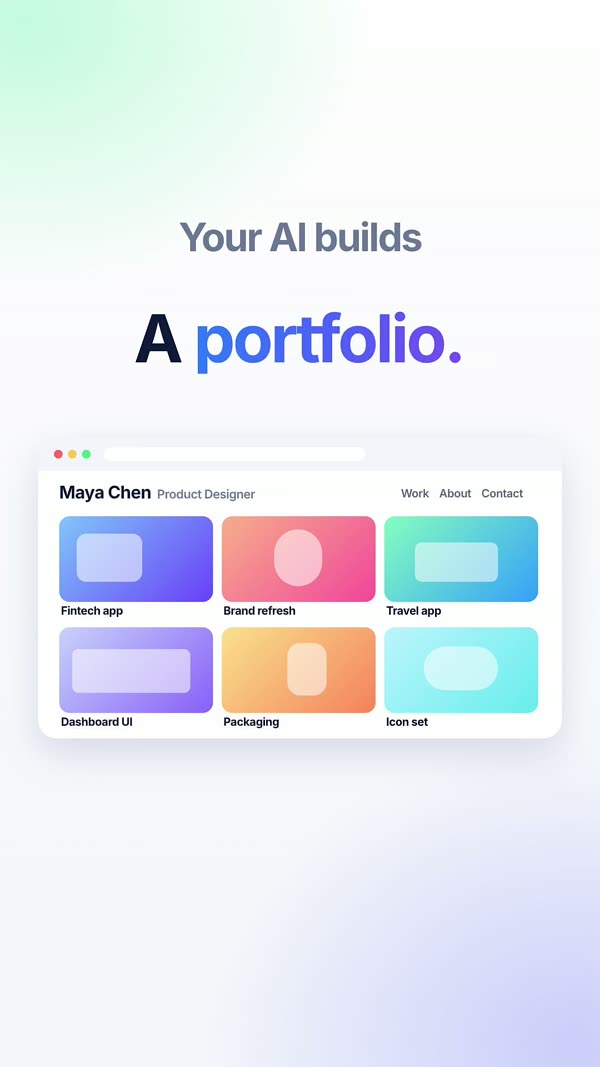 Your AI builds
A portfolio.
Maya Chen Product Designer Work About Contact
Fintech app Brand refresh Travel app
Dashboard UI Packaging Icon set